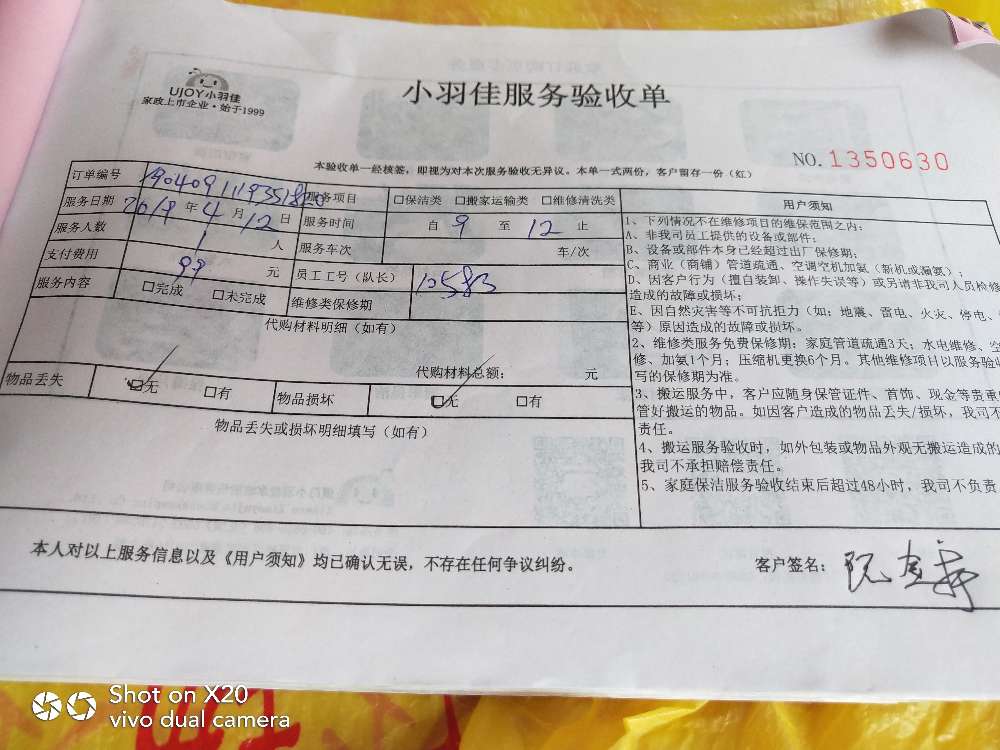 UJOY小羽佳
家政上市企业·始于1999
小羽佳服务验收单
本验收单一经核签，即视为对本次服务验收无异议。本单一式两份，客户留存一份（红）
NO. 1350630
订单编号 服务项目 □保洁类 □搬家运输类 □维修清洗类
服务日期 2019 年 4 月 12 日 服务时间 自 9 至 12 止
服务人数 1 人 服务车次 车/次
支付费用 99 元 员工工号（队长）
服务内容 □完成 □未完成 维修类保修期
代购材料明细（如有）
代购材料总额： 元
物品丢失 □无 □有 物品损坏 □无 □有
物品丢失或损坏明细填写（如有）
用户须知
1、下列情况不在维修项目的维保范围之内：
A、非我司员工提供的设备或部件；
B、设备或部件本身已经超过出厂保修期；
C、商业（商铺）管道疏通、空调空机加氨（新机或漏氨）；
D、因客户行为（擅自装卸、操作失误等）或另请非我司人员检修
造成的故障或损坏；
E、因自然灾害等不可抗拒力（如：地震、雷电、火灾、停电、
等）原因造成的故障或损坏。
2、维修类服务免费保修期：家庭管道疏通3天；水电维修、空
修、加氨1个月；压缩机更换6个月。其他维修项目以服务验收
写的保修期为准。
3、搬运服务中，客户应随身保管证件、首饰、现金等贵重
管好搬运的物品。如因客户造成的物品丢失/损坏，我司不
责任。
4、搬运服务验收时，如外包装或物品外观无搬运造成的
我司不承担赔偿责任。
5、家庭保洁服务验收结束后超过48小时，我司不负责
本人对以上服务信息以及《用户须知》均已确认无误，不存在任何争议纠纷。
客户签名：
Shot on X20
vivo dual camera